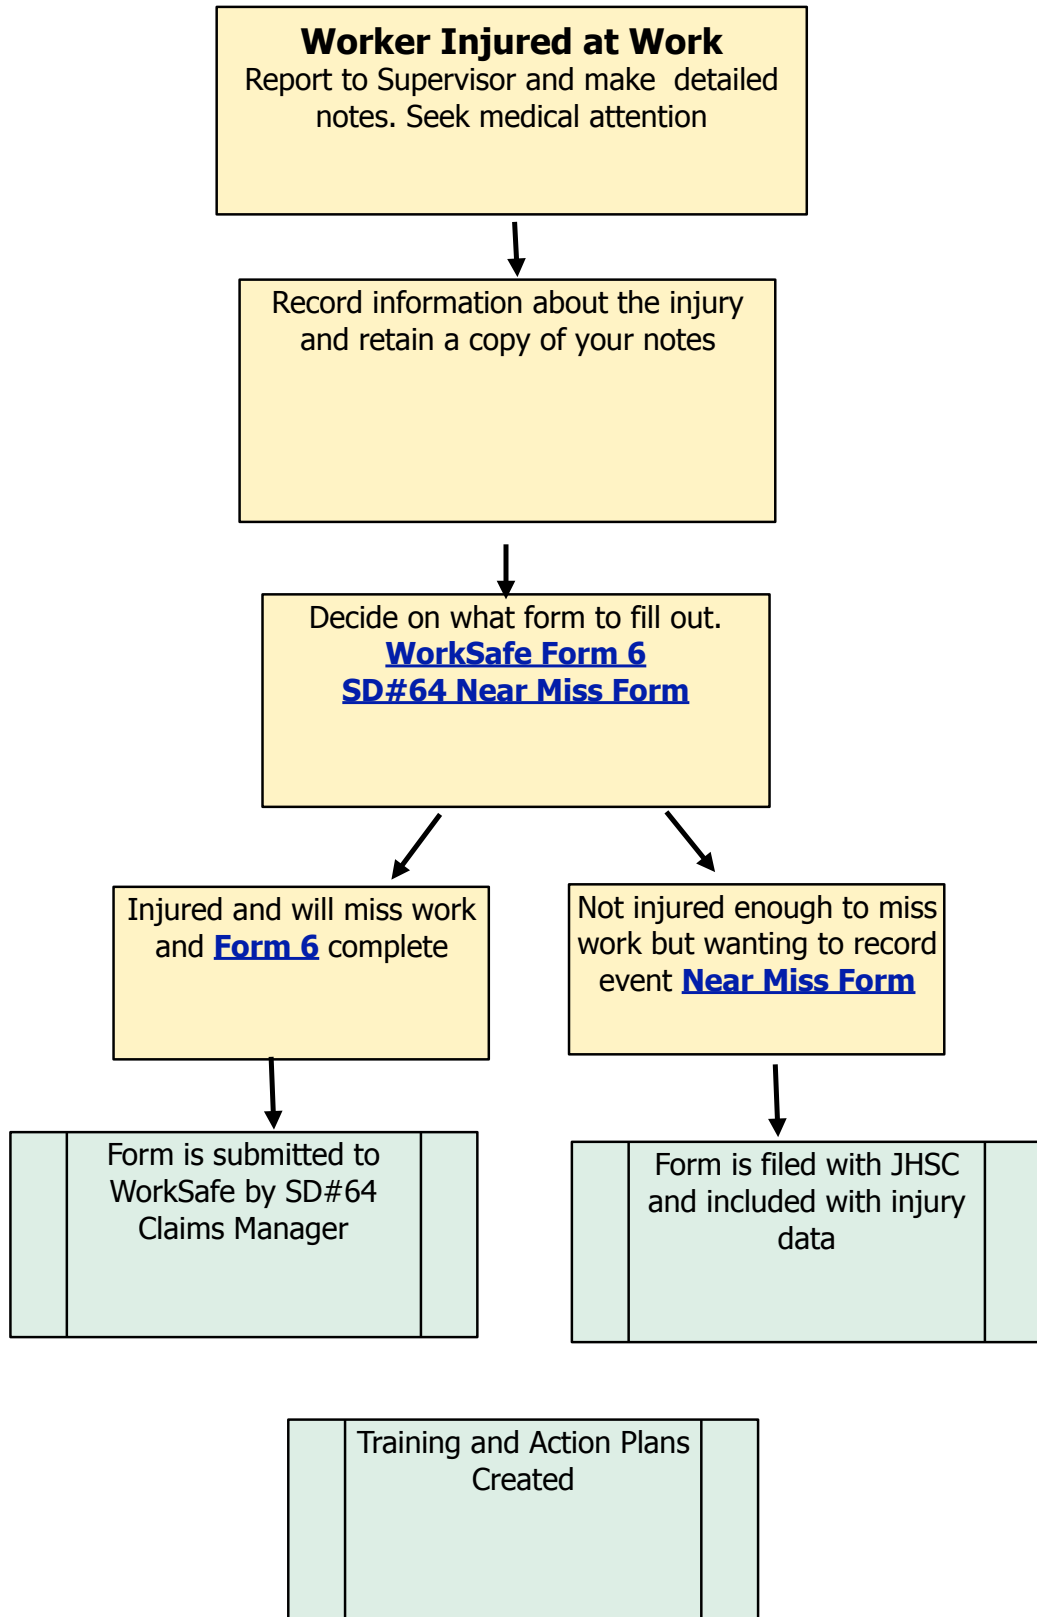 Worker Injured at Work
Report to Supervisor and make  detailed
notes. Seek medical attention
Record information about the injury
and retain a copy of your notes
Decide on what form to fill out.
WorkSafe Form 6
SD#64 Near Miss Form
Injured and will miss work
and Form 6 complete
Not injured enough to miss
work but wanting to record
event Near Miss Form
Form is submitted to
WorkSafe by SD#64
Claims Manager
Form is filed with JHSC
and included with injury
data
Training and Action Plans
Created